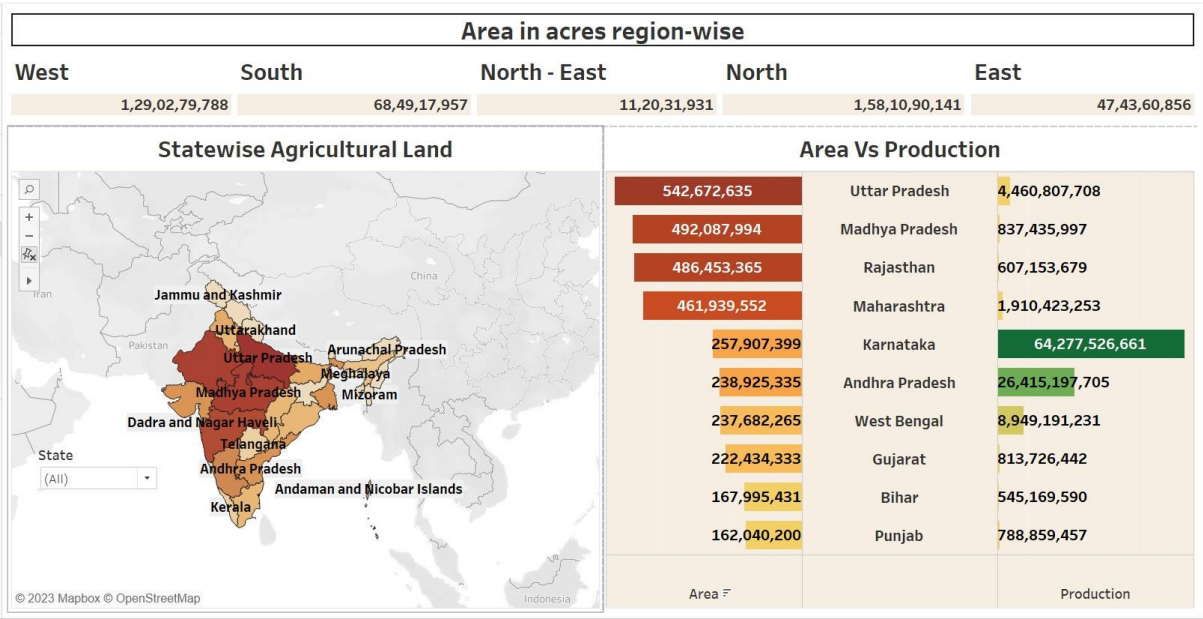 Area in acres region-wise
West South North - East North East
1,29,02,79,788 68,49,17,957 11,20,31,931 1,58,10,90,141 47,43,60,856
Statewise Agricultural Land
Iran
China
Pakistan
Jammu and Kashmir
Uttarakhand
Uttar Pradesh
Arunachal Pradesh
Meghalaya
Madhya Pradesh
Mizoram
Dadra and Nagar Haveli
Telangana
Andhra Pradesh
Andaman and Nicobar Islands
Kerala
State
(All)
Indonesia
© 2023 Mapbox © OpenStreetMap
Area Vs Production
542,672,635 Uttar Pradesh 4,460,807,708
492,087,994 Madhya Pradesh 837,435,997
486,453,365 Rajasthan 607,153,679
461,939,552 Maharashtra 1,910,423,253
257,907,399 Karnataka 64,277,526,661
238,925,335 Andhra Pradesh 26,415,197,705
237,682,265 West Bengal 8,949,191,231
222,434,333 Gujarat 813,726,442
167,995,431 Bihar 545,169,590
162,040,200 Punjab 788,859,457
Area Production